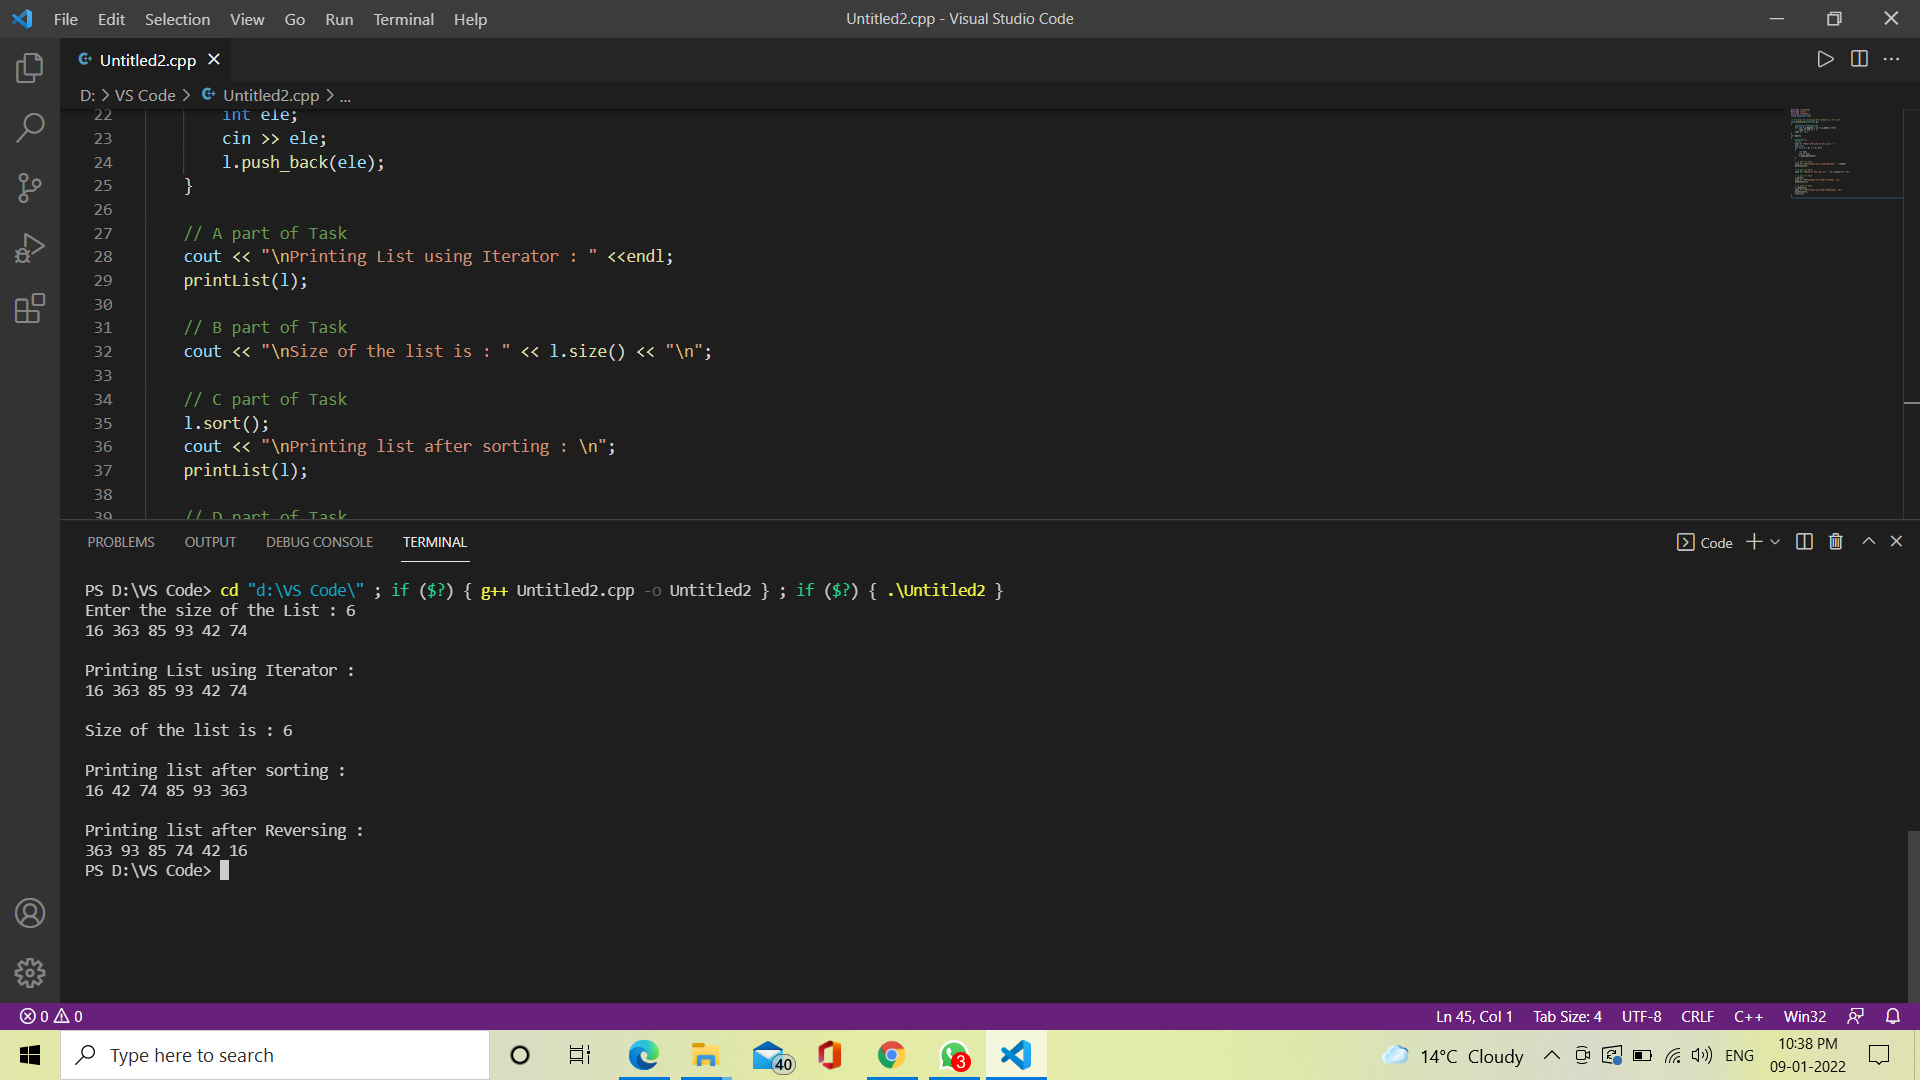 File Edit Selection View Go Run Terminal Help
Untitled2.cpp - Visual Studio Code
Untitled2.cpp
D: > VS Code > Untitled2.cpp > ...
22 int ele;
23 cin >> ele;
24 l.push_back(ele);
25 }
26
27 // A part of Task
28 cout << "\nPrinting List using Iterator : " <<endl;
29 printList(l);
30
31 // B part of Task
32 cout << "\nSize of the list is : " << l.size() << "\n";
33
34 // C part of Task
35 l.sort();
36 cout << "\nPrinting list after sorting : \n";
37 printList(l);
38
39 // D part of Task
PROBLEMS OUTPUT DEBUG CONSOLE TERMINAL
Code
PS D:\VS Code> cd "d:\VS Code\" ; if ($?) { g++ Untitled2.cpp -o Untitled2 } ; if ($?) { .\Untitled2 }
Enter the size of the List : 6
16 363 85 93 42 74
Printing List using Iterator :
16 363 85 93 42 74
Size of the list is : 6
Printing list after sorting :
16 42 74 85 93 363
Printing list after Reversing :
363 93 85 74 42 16
PS D:\VS Code>
0 0
Ln 45, Col 1 Tab Size: 4 UTF-8 CRLF C++ Win32
Type here to search
40
3
14°C Cloudy
ENG
10:38 PM
09-01-2022